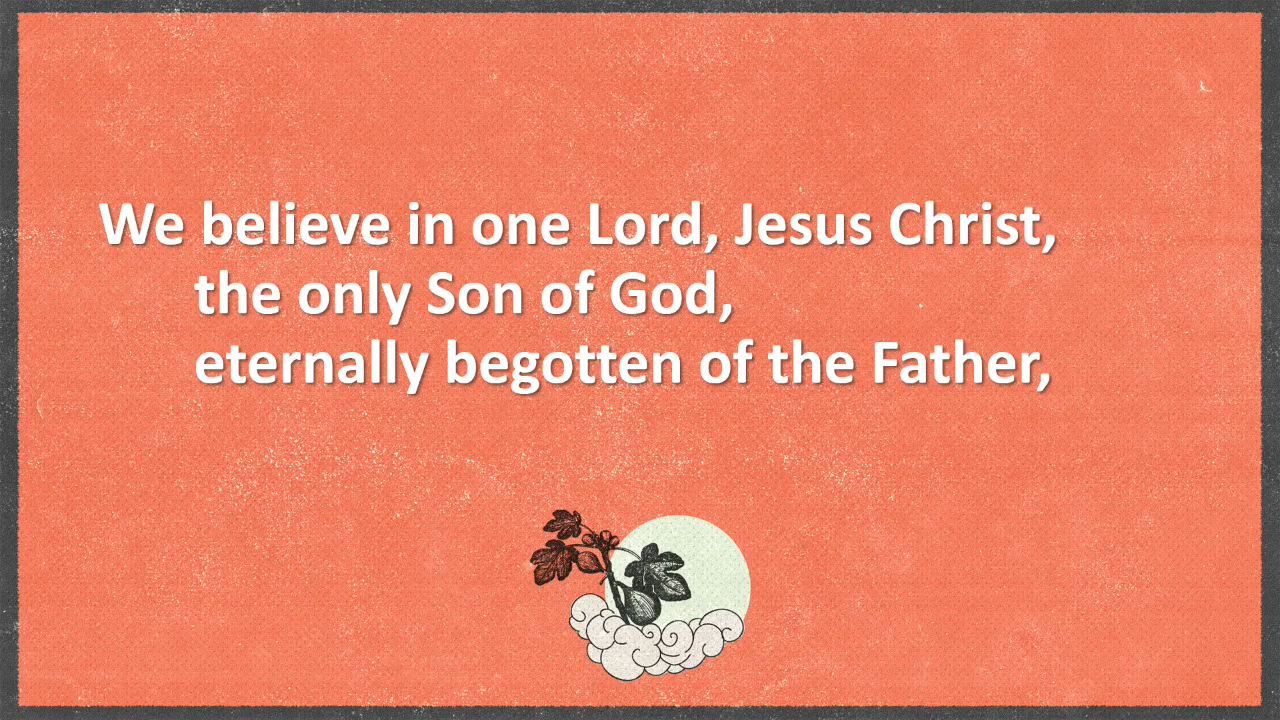 We believe in one Lord, Jesus Christ,
the only Son of God,
eternally begotten of the Father,